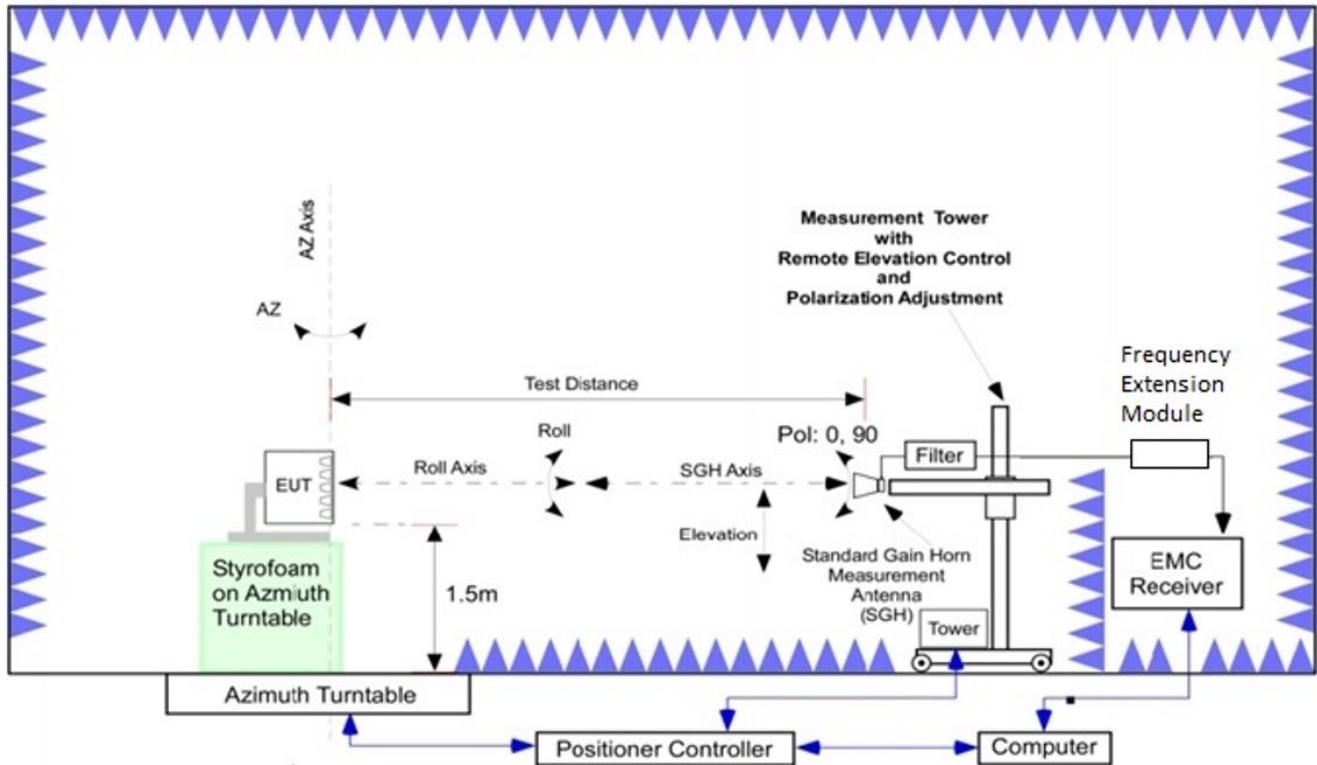 AZ Axis
AZ
Measurement Tower
with
Remote Elevation Control
and
Polarization Adjustment
Frequency
Extension
Module
Test Distance
Roll
Pol: 0, 90
Filter
EUT
Roll Axis
SGH Axis
Elevation
Standard Gain Horn
Measurement
Antenna
(SGH)
EMC
Receiver
Styrofoam
on Azmiuth
Turntable
1.5m
Tower
Azimuth Turntable
Positioner Controller
Computer